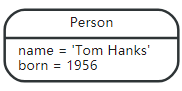 Person
name = 'Tom Hanks'
born = 1956